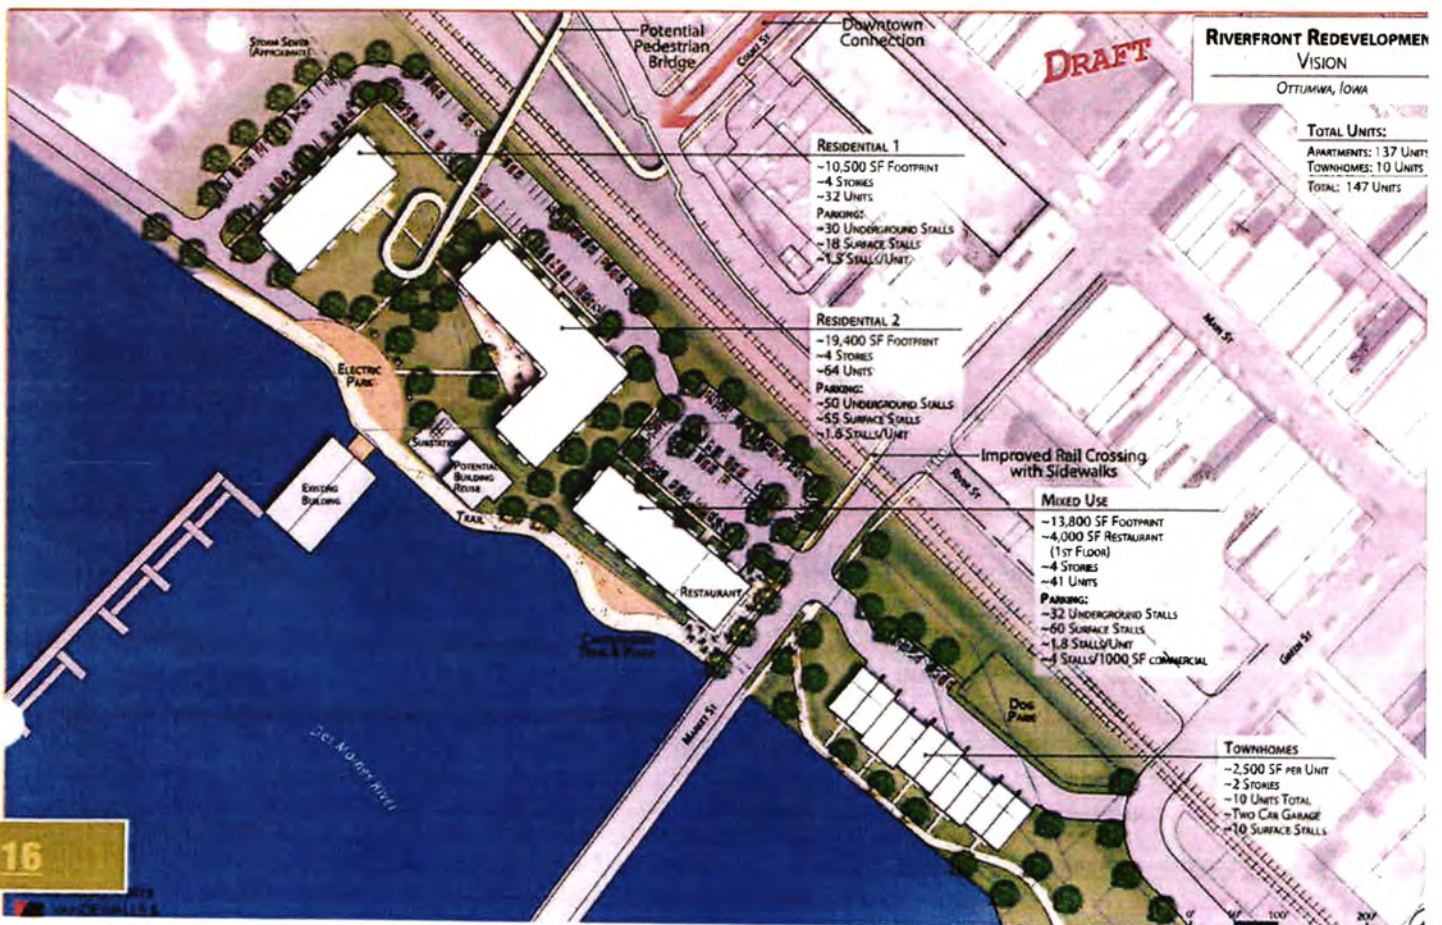 Storm Sewer
(Approximate)
Potential
Pedestrian
Bridge
Downtown
Connection
Court St
DRAFT
RIVERFRONT REDEVELOPMEN
VISION
OTTUMWA, IOWA
TOTAL UNITS:
APARTMENTS: 137 UNITS
TOWNHOMES: 10 UNITS
TOTAL: 147 UNITS
RESIDENTIAL 1
~10,500 SF FOOTPRINT
~4 STORIES
~32 UNITS
PARKING:
~30 UNDERGROUND STALLS
~18 SURFACE STALLS
~1.5 STALLS/UNIT
RESIDENTIAL 2
~19,400 SF FOOTPRINT
~4 STORIES
~64 UNITS
PARKING:
~50 UNDERGROUND STALLS
~55 SURFACE STALLS
~1.6 STALLS/UNIT
MAIN ST
ELECTRIC
PARK
SUBSTATION
POTENTIAL
BUILDING
REUSE
EXISTING
BUILDING
TRAIL
Improved Rail Crossing
with Sidewalks
RIVER ST
MIXED USE
~13,800 SF FOOTPRINT
~4,000 SF RESTAURANT
(1ST FLOOR)
~4 STORIES
~41 UNITS
PARKING:
~32 UNDERGROUND STALLS
~60 SURFACE STALLS
~1.8 STALLS/UNIT
~4 STALLS/1000 SF COMMERCIAL
RESTAURANT
GREEN ST
DOG
PARK
MARKET ST
Des Moines River
TOWNHOMES
~2,500 SF PER UNIT
~2 STORIES
~10 UNITS TOTAL
~TWO CAR GARAGE
~10 SURFACE STALLS
16
0' 50' 100' 200'